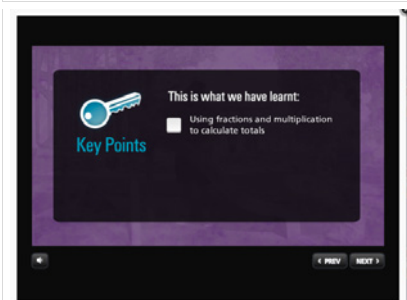 This is what we have learnt:
Using fractions and multiplication
to calculate totals
Key Points
< PREV
NEXT >